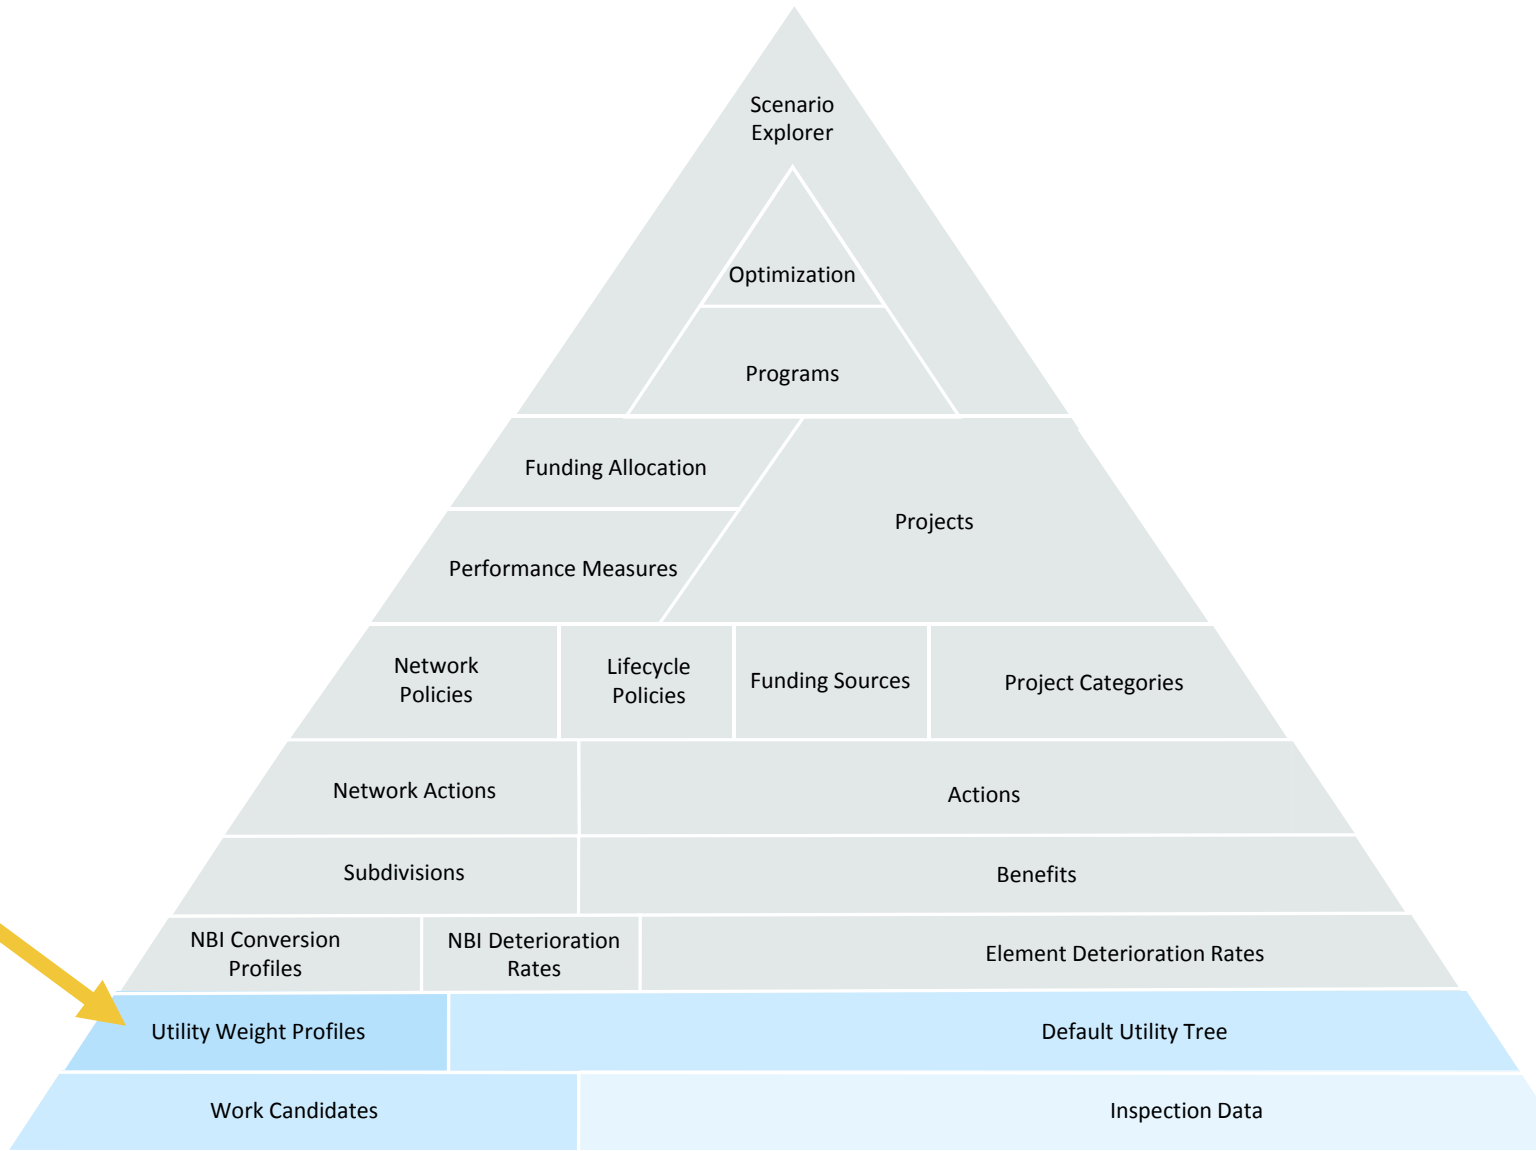 Scenario
Explorer
Optimization
Programs
Funding Allocation
Projects
Performance Measures
Network
Policies
Lifecycle
Policies
Funding Sources
Project Categories
Network Actions
Actions
Subdivisions
Benefits
NBI Conversion
Profiles
NBI Deterioration
Rates
Element Deterioration Rates
Utility Weight Profiles
Default Utility Tree
Work Candidates
Inspection Data